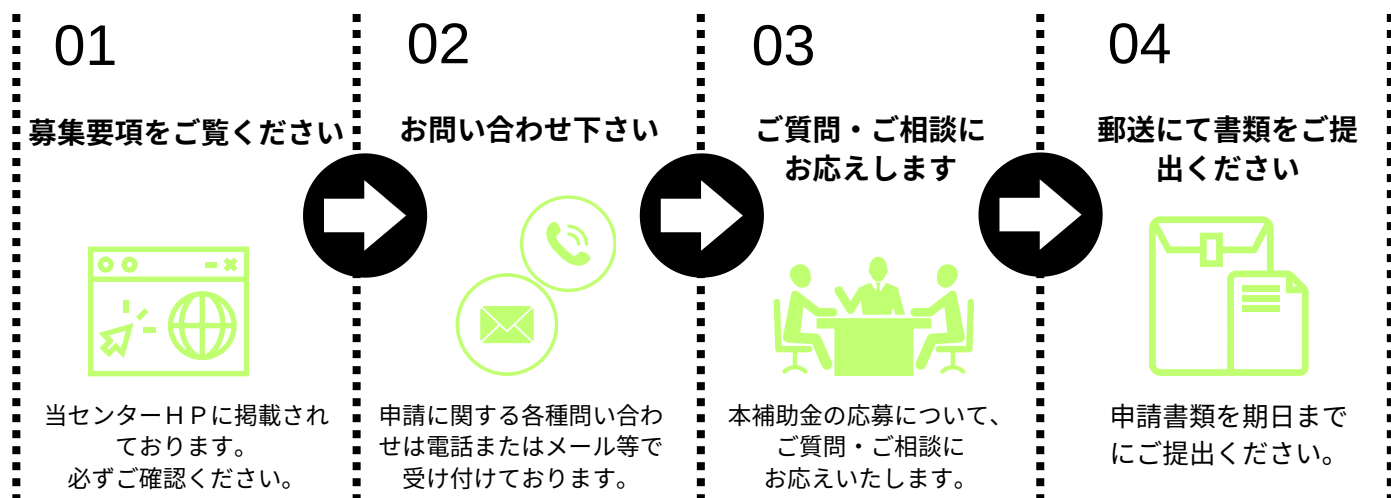 01
募集要項をご覧ください
当センターＨＰに掲載され
ております。
必ずご確認ください。
02
お問い合わせ下さい
申請に関する各種問い合わ
せは電話またはメール等で
受け付けております。
03
ご質問・ご相談に
お応えします
本補助金の応募について、
ご質問・ご相談に
お応えいたします。
04
郵送にて書類をご提
出ください
申請書類を期日まで
にご提出ください。